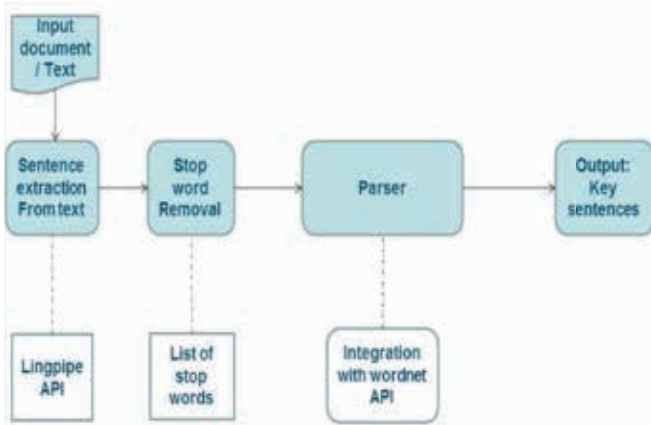 Input
document
/ Text
Sentence
extraction
From text
Stop
word
Removal
Parser
Output:
Key
sentences
Lingpipe
API
List of
stop
words
Integration
with wordnet
API